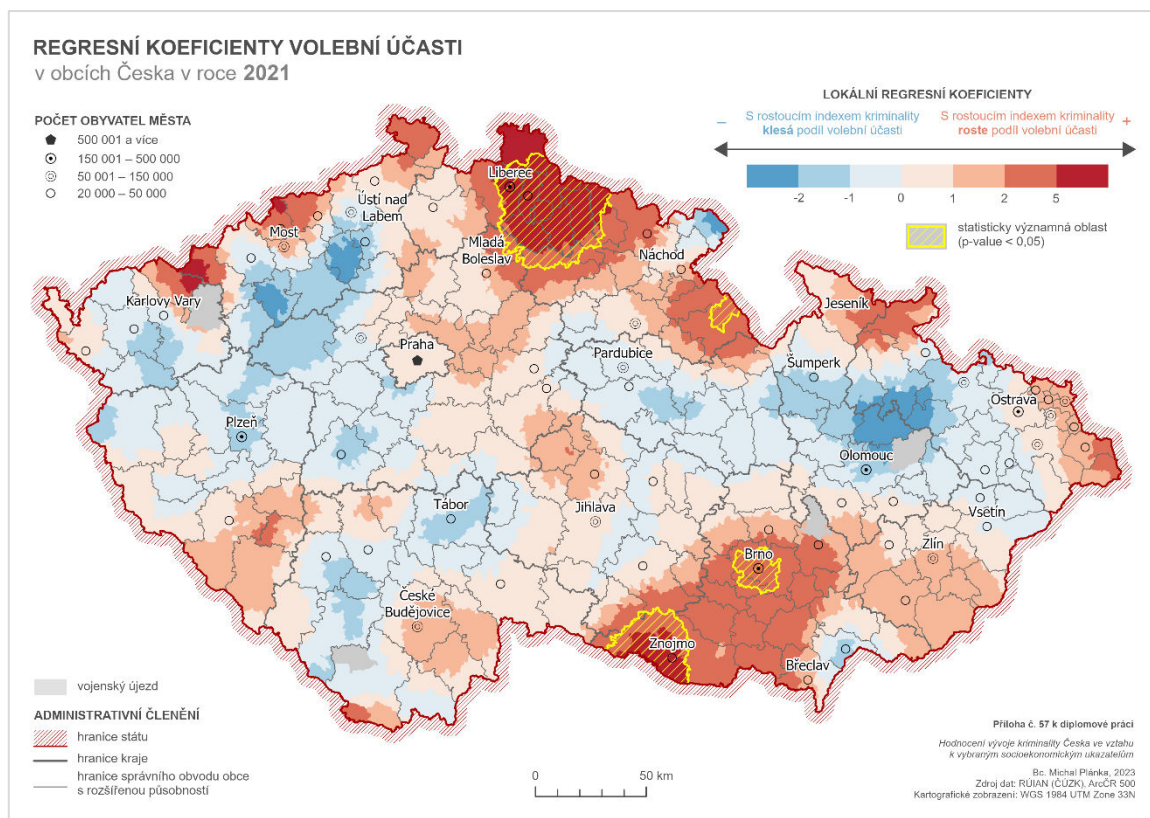 REGRESNÍ KOEFICIENTY VOLEBNÍ ÚČASTI
v obcích Česka v roce 2021
POČET OBYVATEL MĚSTA
500 001 a více
150 001 – 500 000
50 001 – 150 000
20 000 – 50 000
LOKÁLNÍ REGRESNÍ KOEFICIENTY
– S rostoucím indexem kriminality
klesá podíl volební účasti
S rostoucím indexem kriminality +
roste podíl volební účasti
-2 -1 0 1 2 5
statisticky významná oblast
(p-value < 0,05)
Liberec
Ústí nad
Labem
Most
Mladá
Boleslav
Náchod
Karlovy Vary
Jeseník
Praha
Pardubice
Šumperk
Ostrava
Plzeň
Olomouc
Tábor
Jihlava
Vsetín
Brno
Zlín
České
Budějovice
Znojmo
Břeclav
vojenský újezd
ADMINISTRATIVNÍ ČLENĚNÍ
hranice státu
hranice kraje
hranice správního obvodu obce
s rozšířenou působností
0 50 km
Příloha č. 57 k diplomové práci
Hodnocení vývoje kriminality Česka ve vztahu
k vybraným socioekonomickým ukazatelům
Bc. Michal Plánka, 2023
Zdroj dat: RÚIAN (ČÚZK), ArcČR 500
Kartografické zobrazení: WGS 1984 UTM Zone 33N